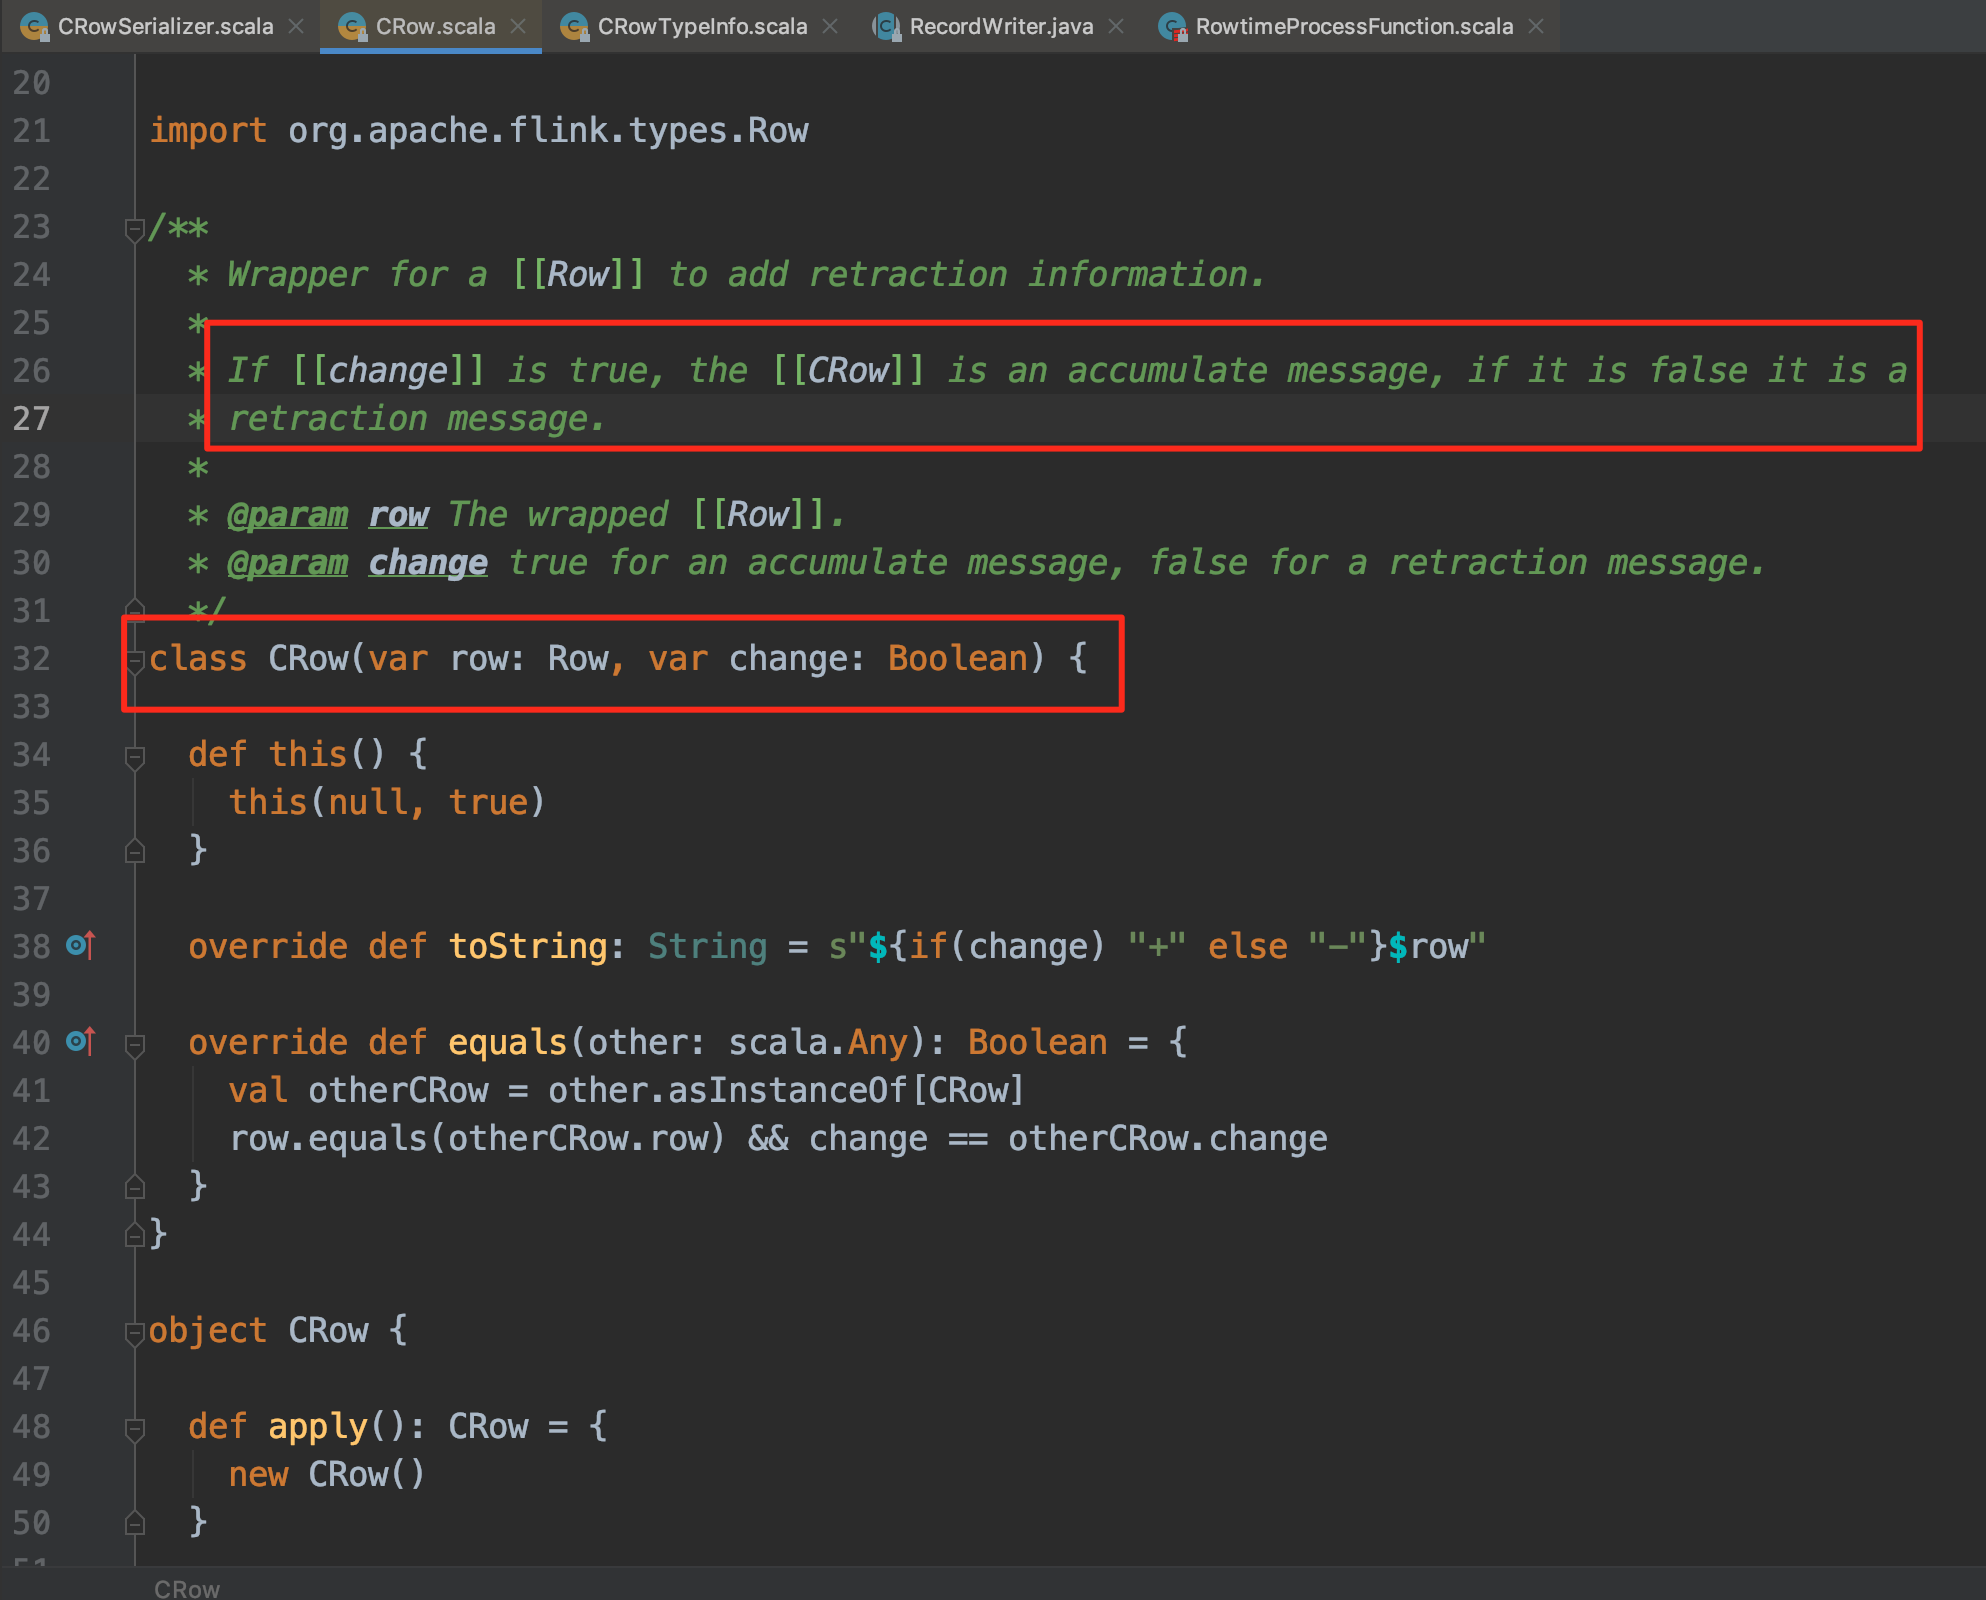 CRowSerializer.scala CRow.scala CRowTypeInfo.scala RecordWriter.java RowtimeProcessFunction.scala
20
21 import org.apache.flink.types.Row
22
23 /**
24 * Wrapper for a [[Row]] to add retraction information.
25 *
26 * If [[change]] is true, the [[CRow]] is an accumulate message, if it is false it is a
27 * retraction message.
28 *
29 * @param row The wrapped [[Row]].
30 * @param change true for an accumulate message, false for a retraction message.
31 */
32 class CRow(var row: Row, var change: Boolean) {
33
34 def this() {
35 this(null, true)
36 }
37
38 override def toString: String = s"${if(change) "+" else "-"}$row"
39
40 override def equals(other: scala.Any): Boolean = {
41 val otherCRow = other.asInstanceOf[CRow]
42 row.equals(otherCRow.row) && change == otherCRow.change
43 }
44 }
45
46 object CRow {
47
48 def apply(): CRow = {
49 new CRow()
50 }
51
CRow